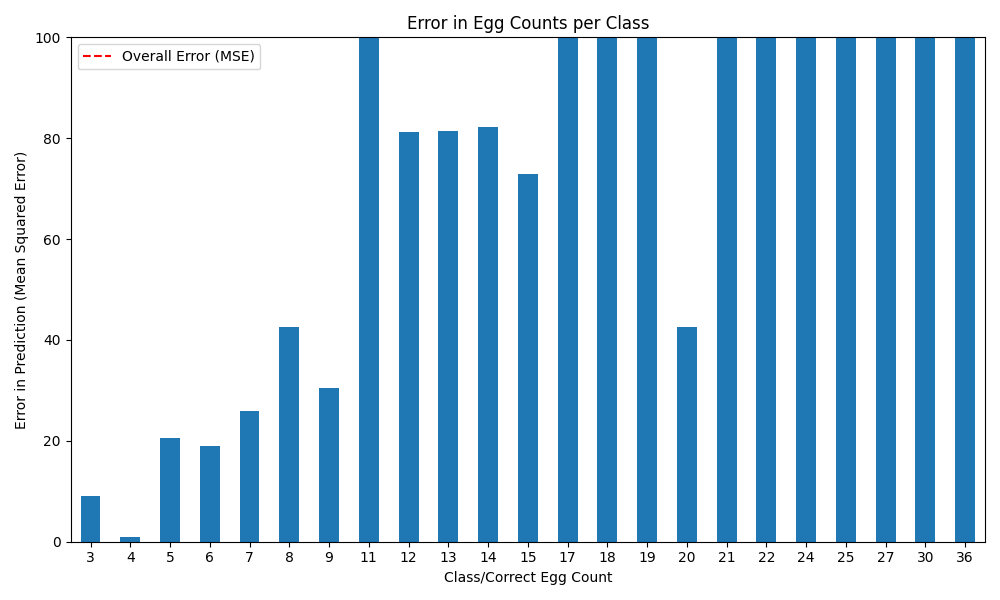 Error in Egg Counts per Class
Overall Error (MSE)
Error in Prediction (Mean Squared Error)
100
80
60
40
20
0
3 4 5 6 7 8 9 11 12 13 14 15 17 18 19 20 21 22 24 25 27 30 36
Class/Correct Egg Count